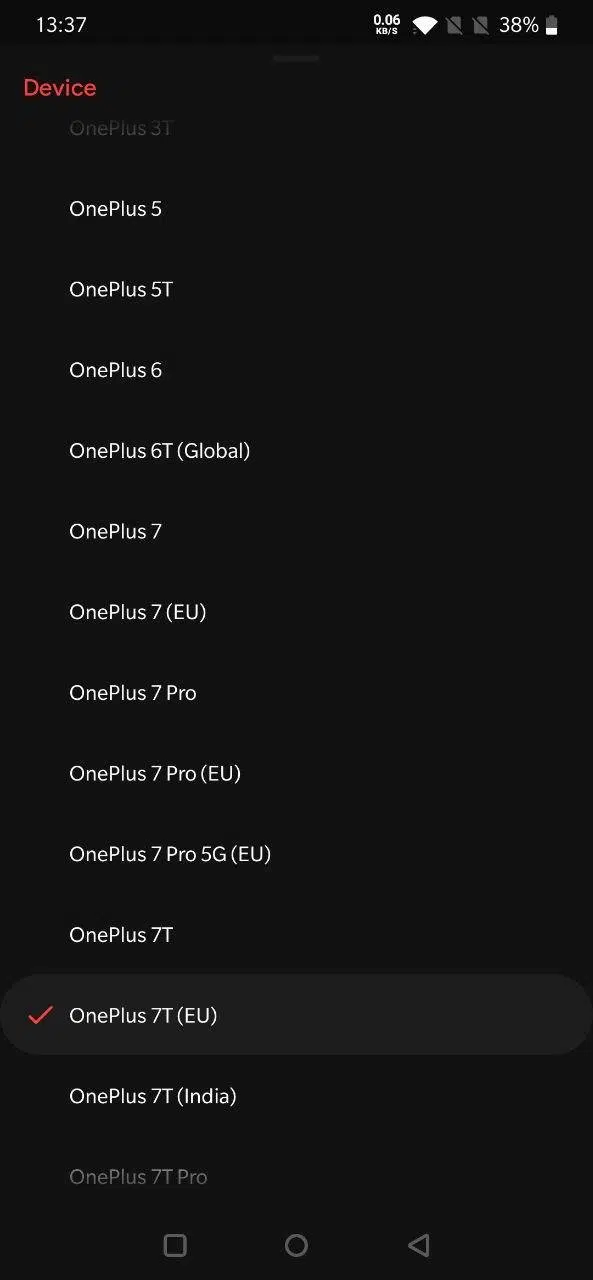 13:37 0.06 KB/S 38%
Device
OnePlus 3T
OnePlus 5
OnePlus 5T
OnePlus 6
OnePlus 6T (Global)
OnePlus 7
OnePlus 7 (EU)
OnePlus 7 Pro
OnePlus 7 Pro (EU)
OnePlus 7 Pro 5G (EU)
OnePlus 7T
OnePlus 7T (EU)
OnePlus 7T (India)
OnePlus 7T Pro